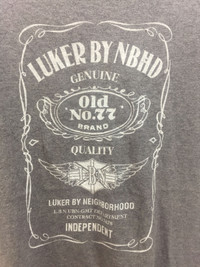 LUKER BY NBHD
GENUINE
Old
No.77
BRAND
QUALITY
LUKER BY NEIGHBORHOOD
INDEPENDENT